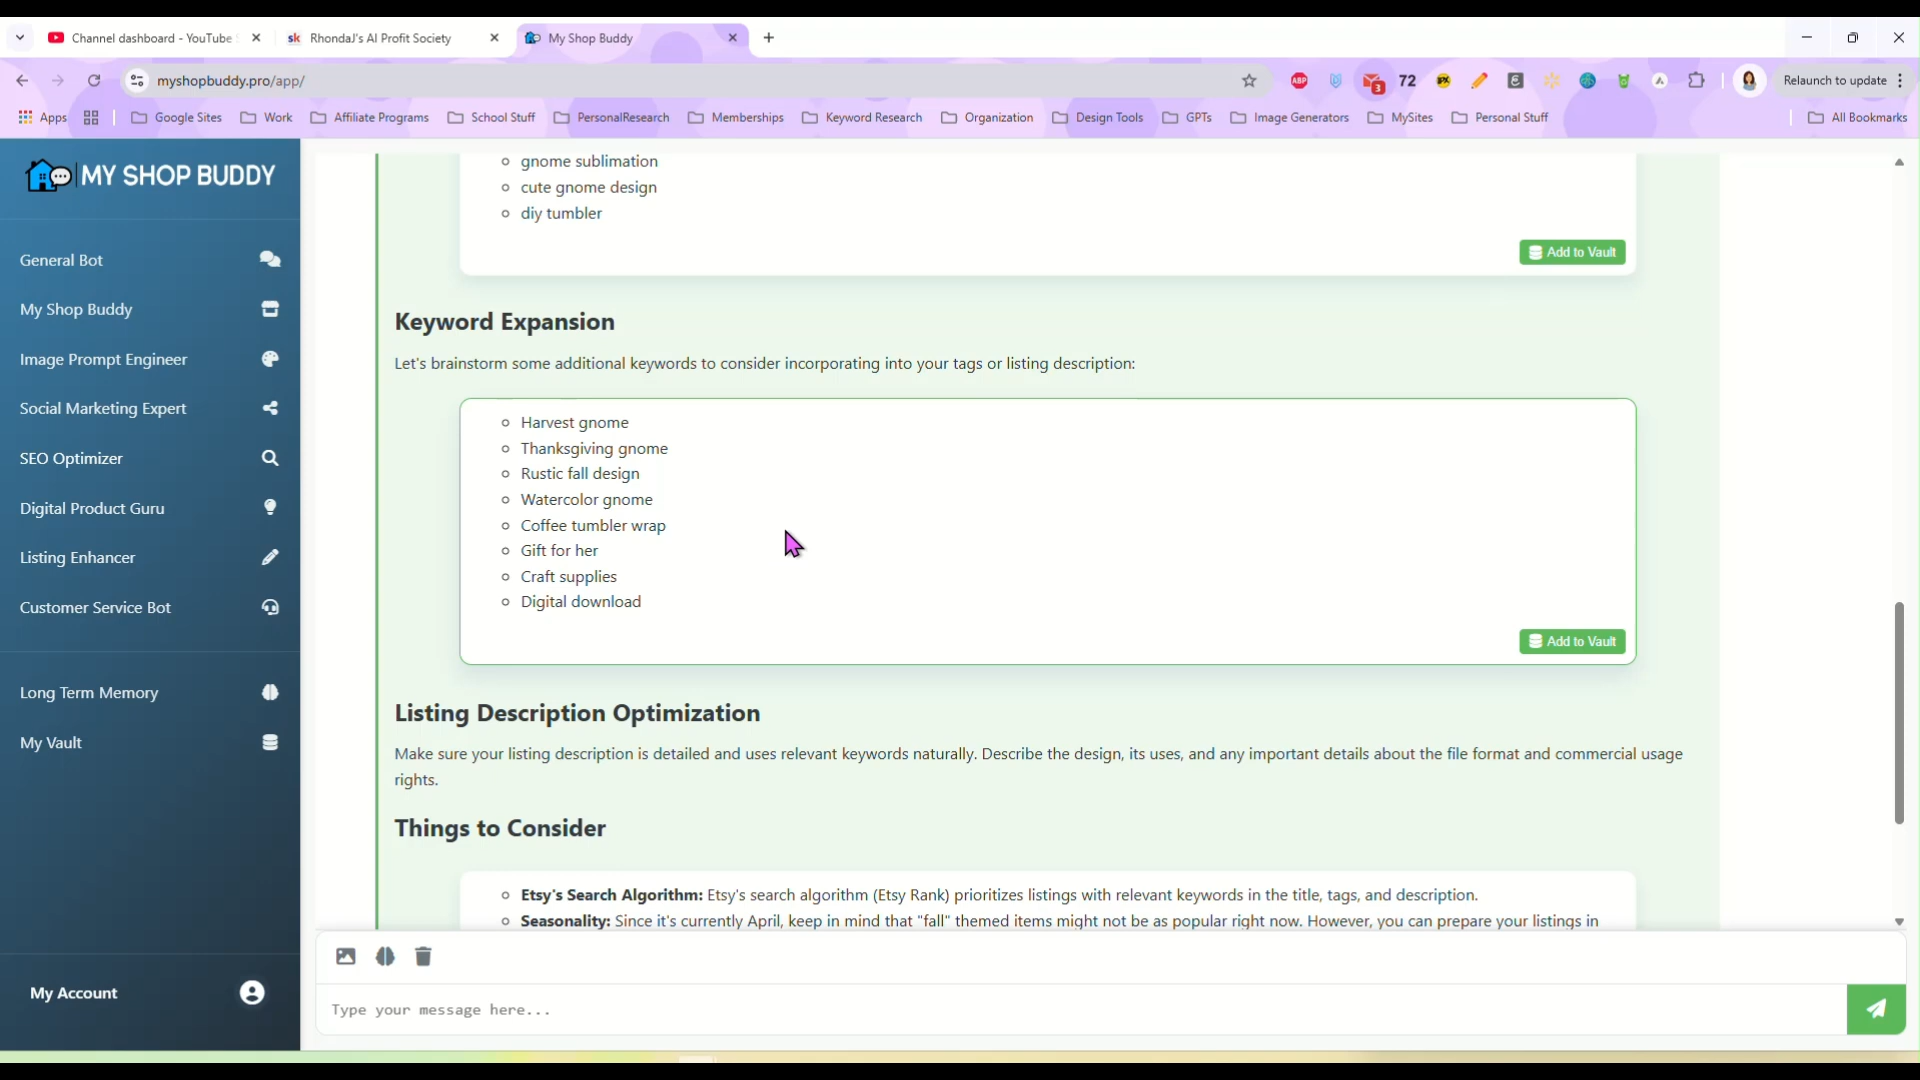 Channel dashboard - YouTube
RhondaJ's AI Profit Society
My Shop Buddy
myshopbuddy.pro/app/
ABP
3
72
Relaunch to update
Apps
Google Sites
Work
Affiliate Programs
School Stuff
PersonalResearch
Memberships
Keyword Research
Organization
Design Tools
GPTs
Image Generators
MySites
Personal Stuff
All Bookmarks
MY SHOP BUDDY
General Bot
My Shop Buddy
Image Prompt Engineer
Social Marketing Expert
SEO Optimizer
Digital Product Guru
Listing Enhancer
Customer Service Bot
Long Term Memory
My Vault
My Account
gnome sublimation
cute gnome design
diy tumbler
Add to Vault
Keyword Expansion
Let's brainstorm some additional keywords to consider incorporating into your tags or listing description:
Harvest gnome
Thanksgiving gnome
Rustic fall design
Watercolor gnome
Coffee tumbler wrap
Gift for her
Craft supplies
Digital download
Add to Vault
Listing Description Optimization
Make sure your listing description is detailed and uses relevant keywords naturally. Describe the design, its uses, and any important details about the file format and commercial usage
rights.
Things to Consider
Etsy's Search Algorithm: Etsy's search algorithm (Etsy Rank) prioritizes listings with relevant keywords in the title, tags, and description.
Seasonality: Since it's currently April, keep in mind that "fall" themed items might not be as popular right now. However, you can prepare your listings in
Type your message here...